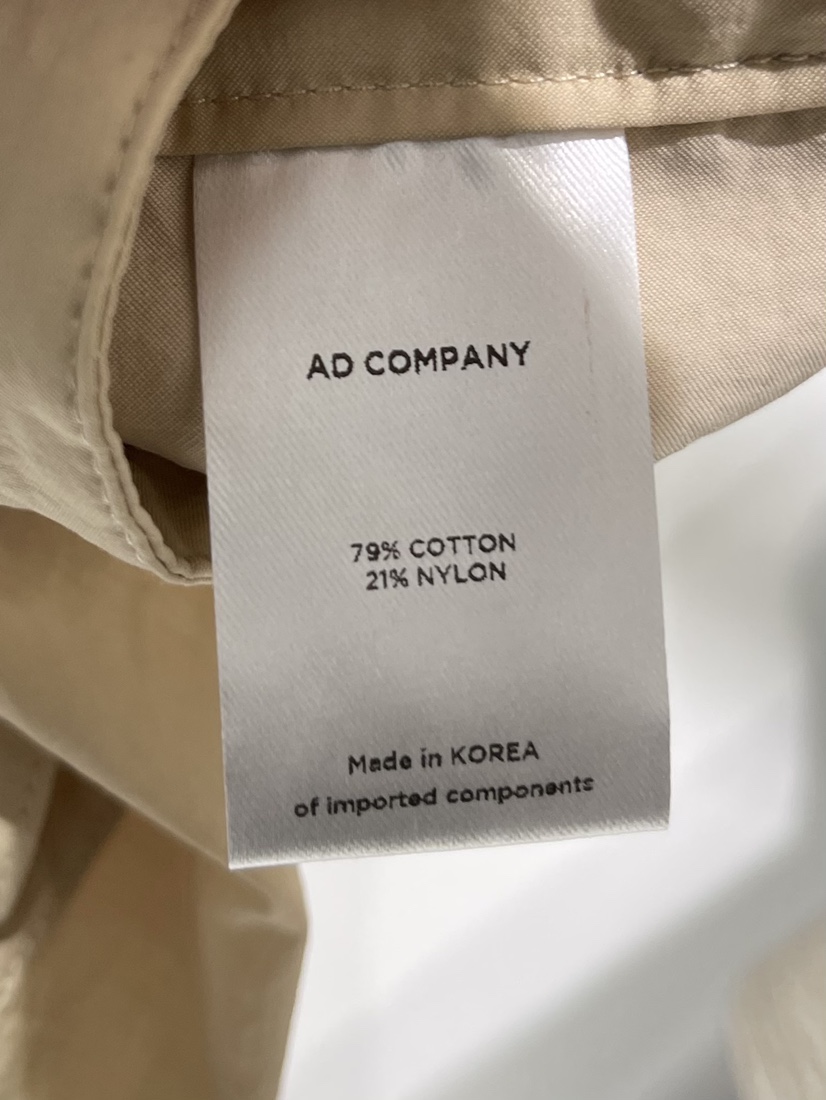 AD COMPANY
79% COTTON
21% NYLON
Made in KOREA
of imported components